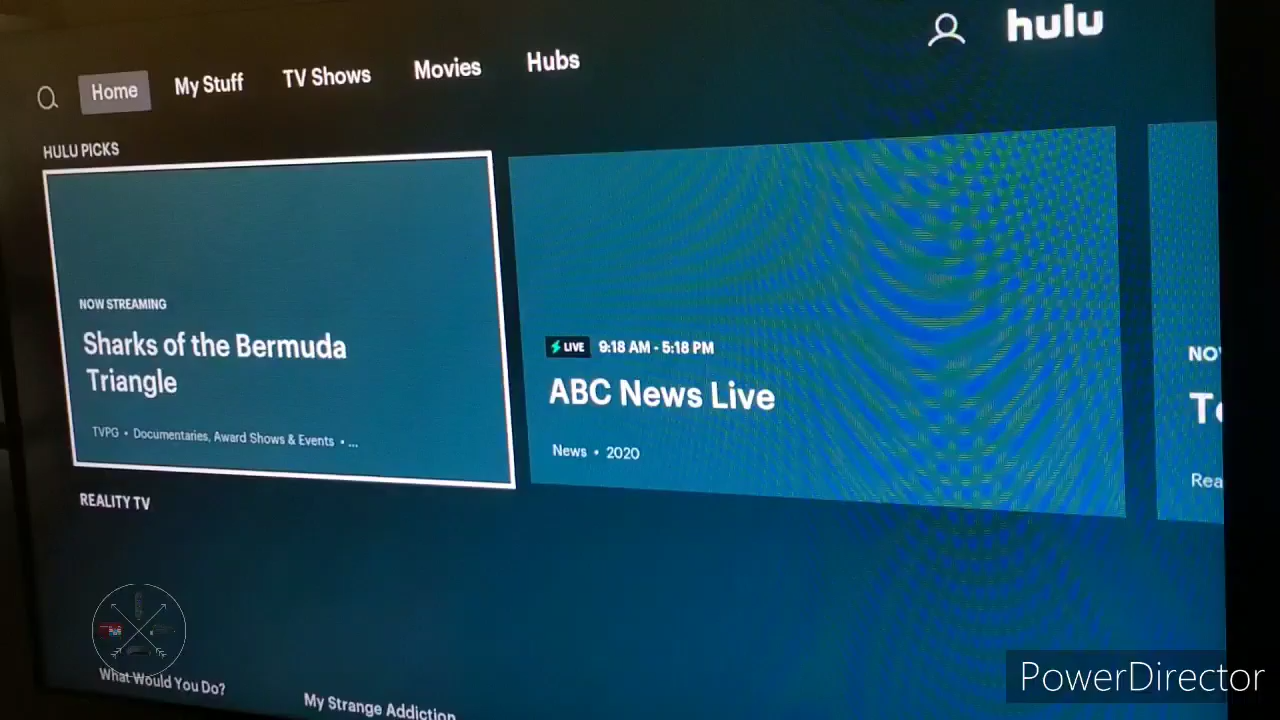 hulu
Home
My Stuff
TV Shows
Movies
Hubs
HULU PICKS
NOW STREAMING
Sharks of the Bermuda
Triangle
TVPG • Documentaries, Award Shows & Events • ...
LIVE 9:18 AM - 5:18 PM
ABC News Live
News • 2020
REALITY TV
What Would You Do?
My Strange Addiction
PowerDirector